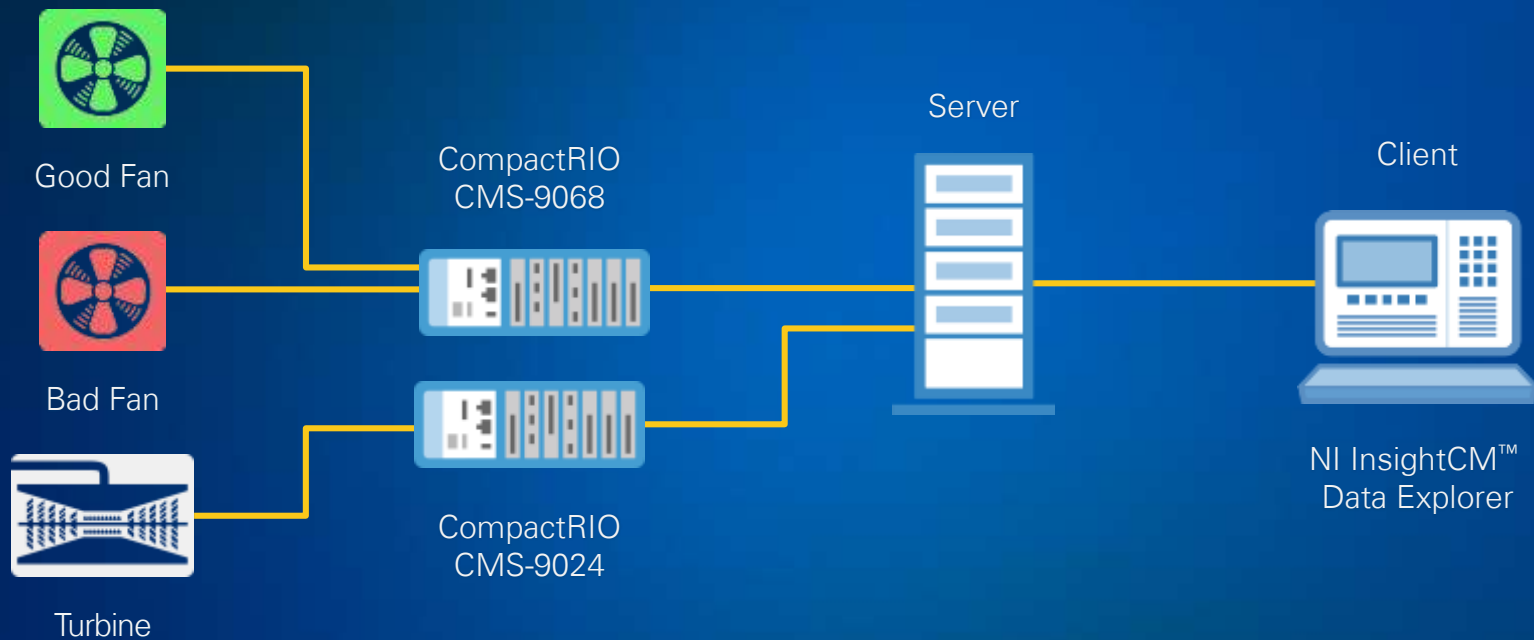 Good Fan
Bad Fan
Turbine
CompactRIO
CMS-9068
CompactRIO
CMS-9024
Server
Client
NI InsightCM™
Data Explorer